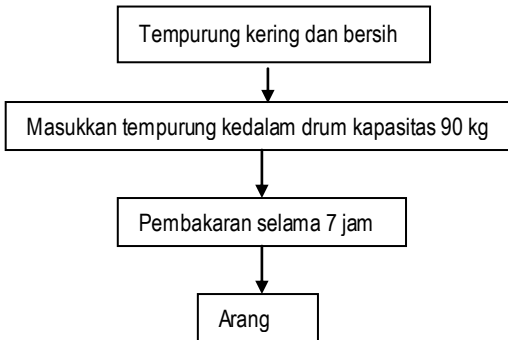 Tempurung kering dan bersih
Masukkan tempurung kedalam drum kapasitas 90 kg
Pembakaran selama 7 jam
Arang